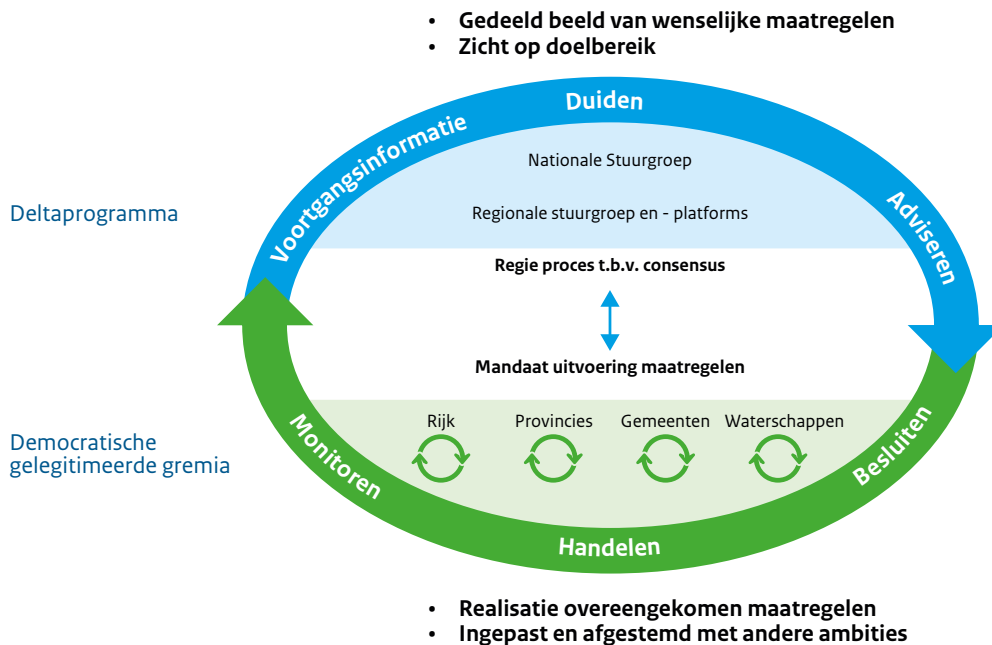 • Gedeeld beeld van wenselijke maatregelen
• Zicht op doelbereik
Duiden
Voortgangsinformatie
Adviseren
Nationale Stuurgroep
Deltaprogramma
Regionale stuurgroep en - platforms
Regie proces t.b.v. consensus
Mandaat uitvoering maatregelen
Rijk
Provincies
Gemeenten
Waterschappen
Democratische
gelegitimeerde gremia
Monitoren
Besluiten
Handelen
• Realisatie overeengekomen maatregelen
• Ingepast en afgestemd met andere ambities